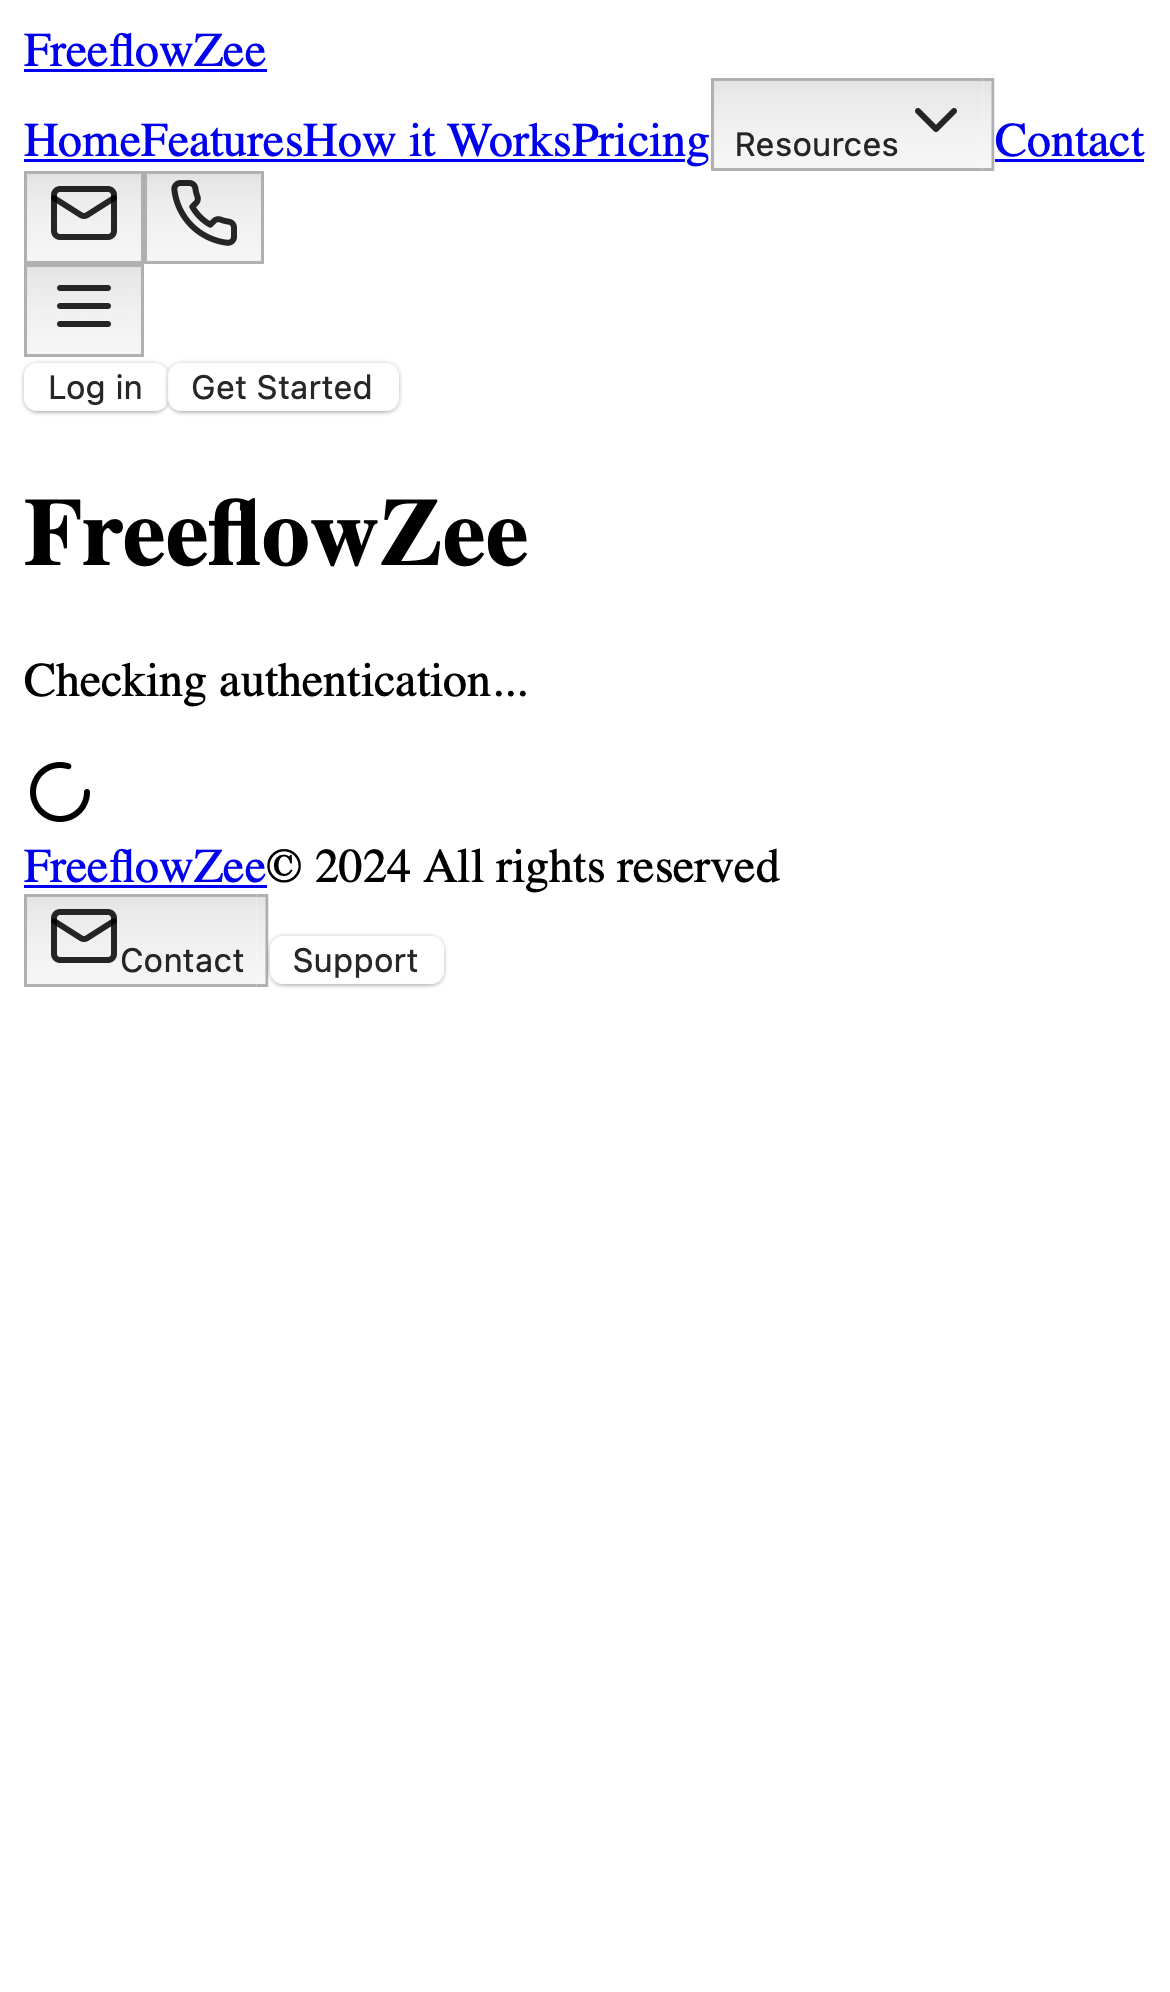 FreeflowZee
HomeFeaturesHow it WorksPricing Resources Contact
Log in Get Started
FreeflowZee
Checking authentication...
FreeflowZee© 2024 All rights reserved
Contact Support